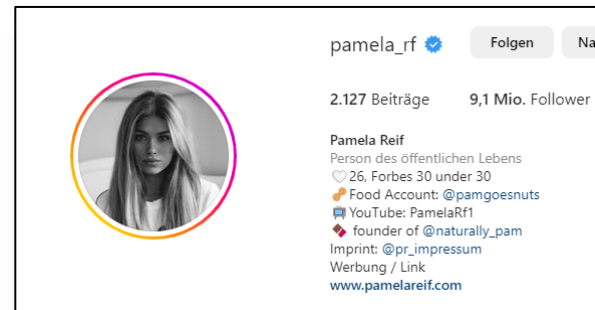 pamela_rf Folgen Na
2.127 Beiträge 9,1 Mio. Follower
Pamela Reif
Person des öffentlichen Lebens
🤍26, Forbes 30 under 30
🥜Food Account: @pamgoesnuts
📺YouTube: PamelaRf1
🍫 founder of @naturally_pam
Imprint: @pr_impressum
Werbung / Link
www.pamelareif.com